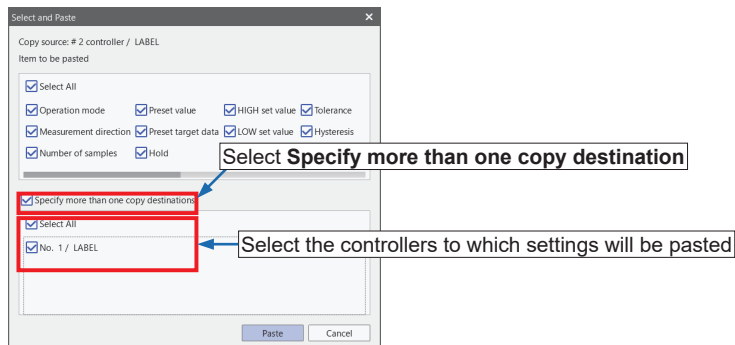 Select and Paste
Copy source: # 2 controller / LABEL
Item to be pasted
Select All
Operation mode Preset value HIGH set value Tolerance
Measurement direction Preset target data LOW set value Hysteresis
Number of samples Hold
Select Specify more than one copy destination
Specify more than one copy destinations
Select All
No. 1 / LABEL
Select the controllers to which settings will be pasted
Paste Cancel